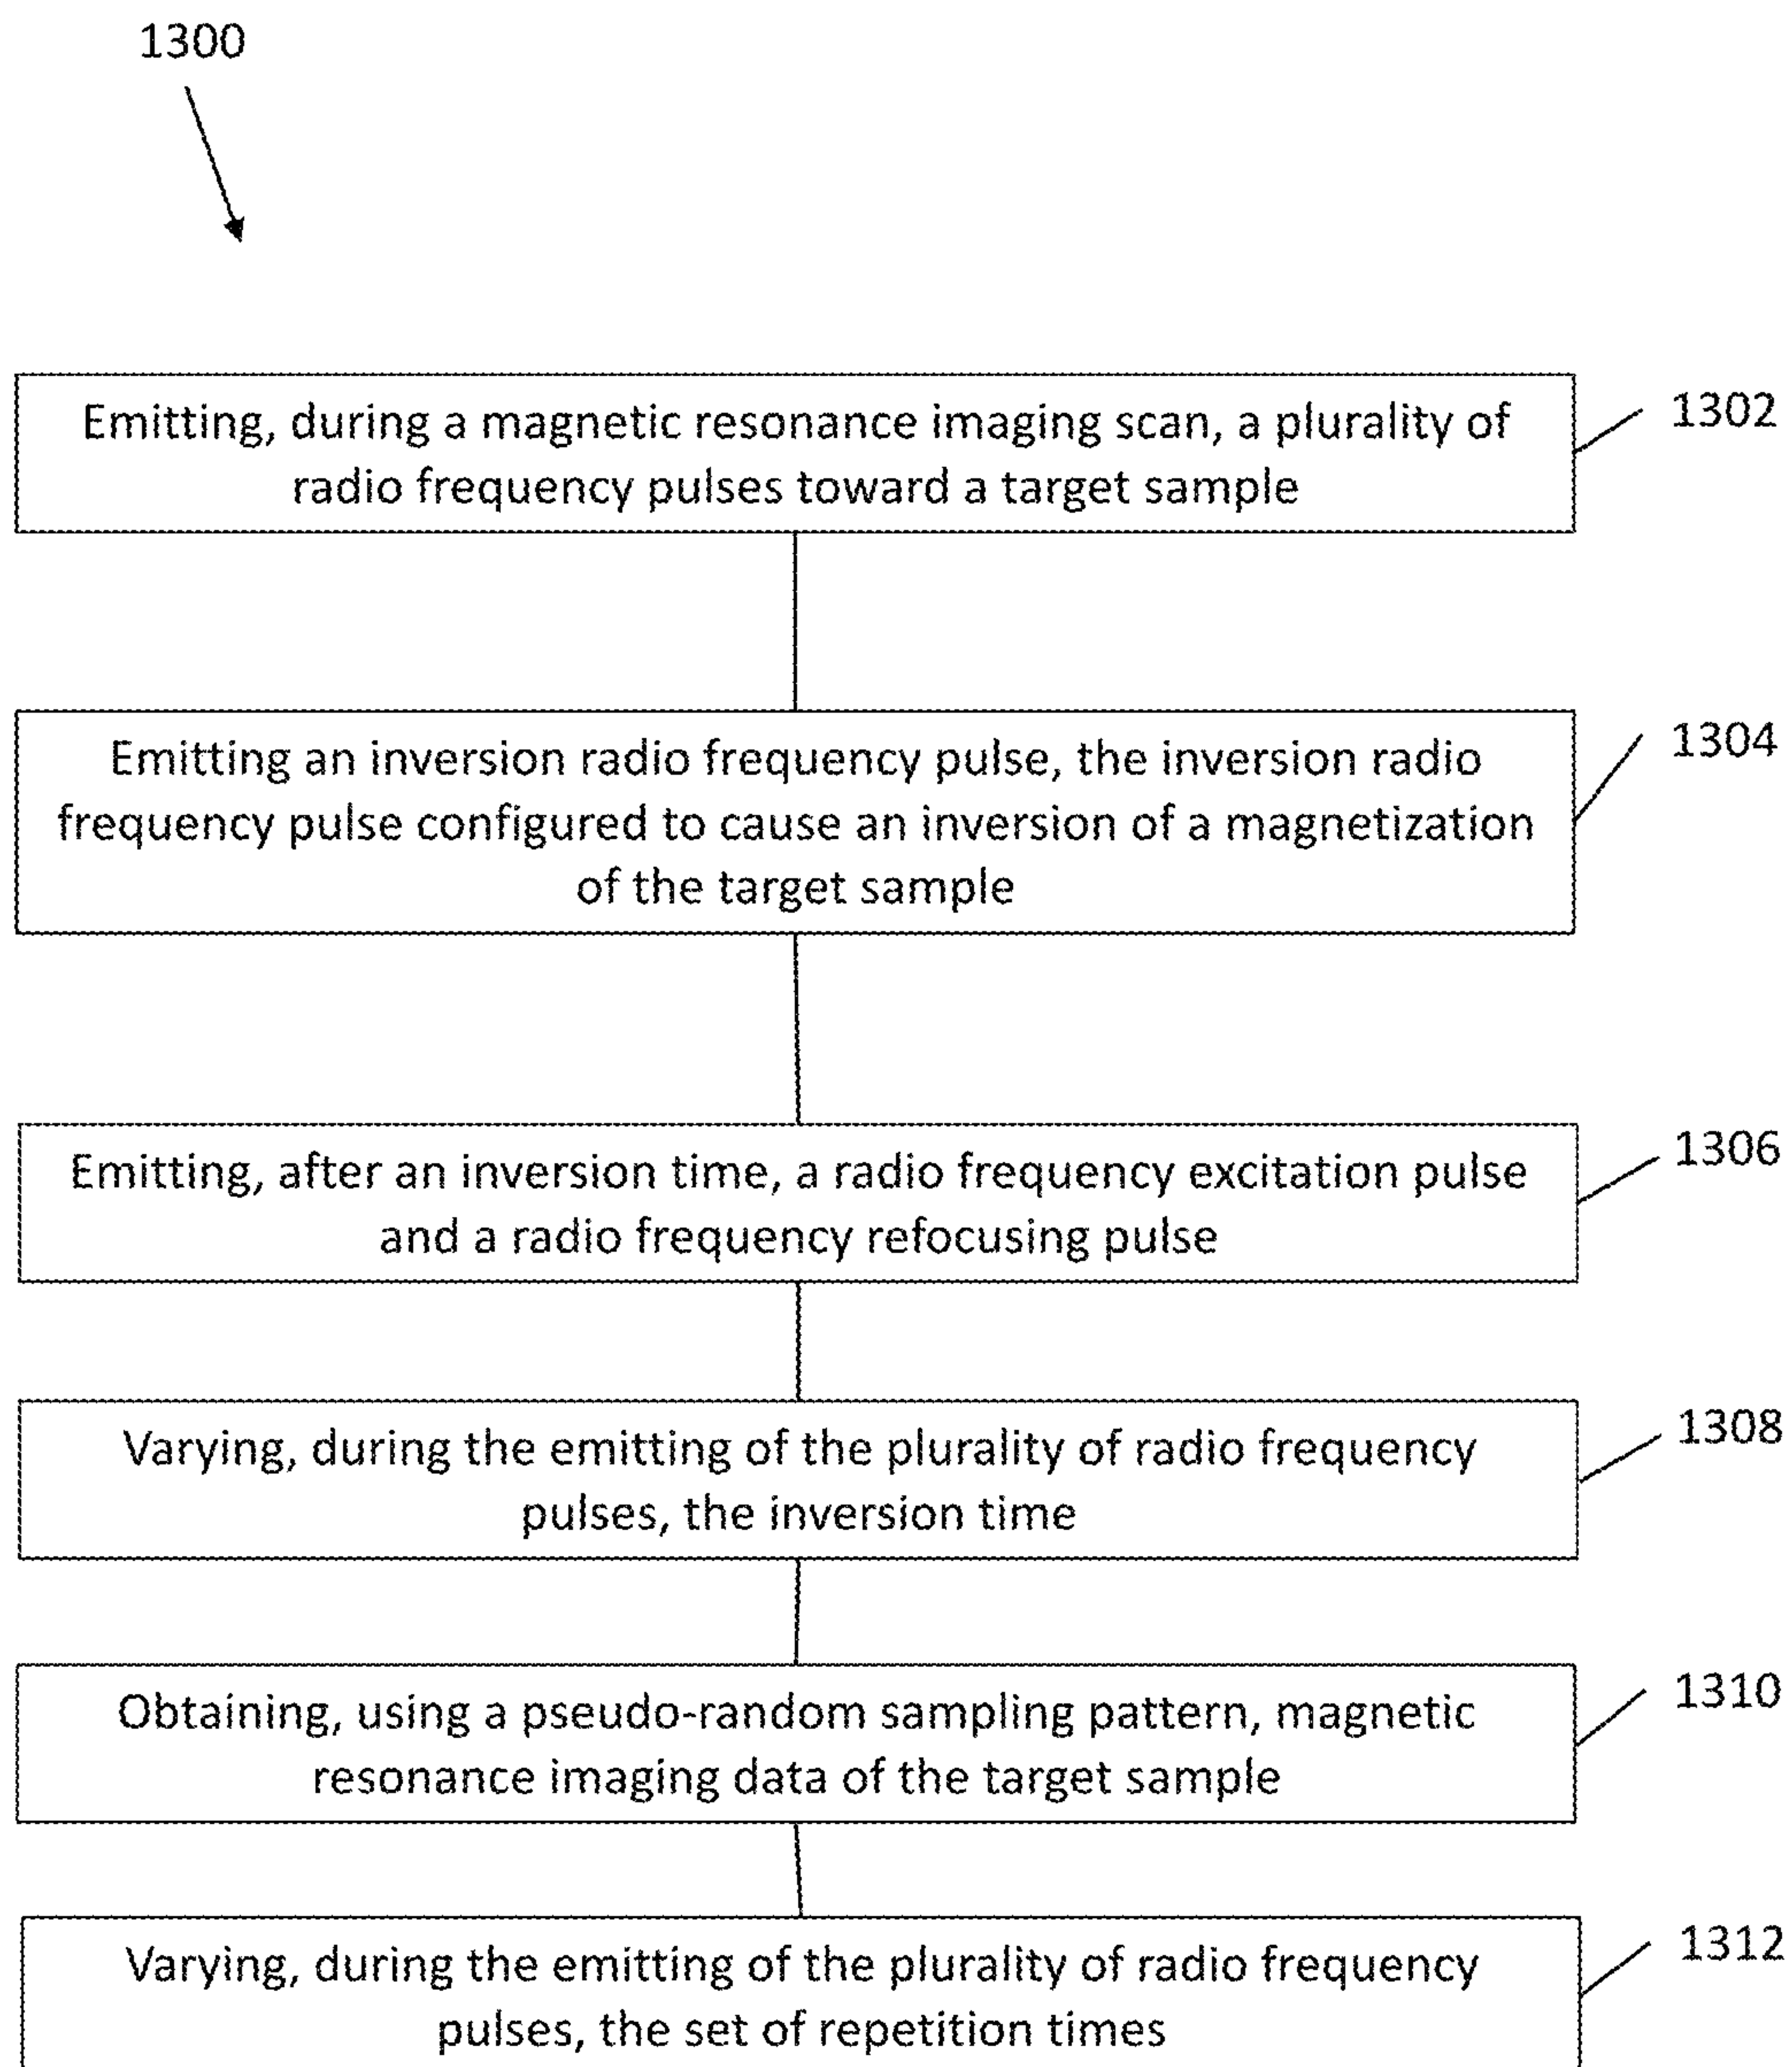 1300
Emitting, during a magnetic resonance imaging scan, a plurality of
radio frequency pulses toward a target sample
1302
Emitting an inversion radio frequency pulse, the inversion radio
frequency pulse configured to cause an inversion of a magnetization
of the target sample
1304
Emitting, after an inversion time, a radio frequency excitation pulse
and a radio frequency refocusing pulse
1306
Varying, during the emitting of the plurality of radio frequency
pulses, the inversion time
1308
Obtaining, using a pseudo-random sampling pattern, magnetic
resonance imaging data of the target sample
1310
Varying, during the emitting of the plurality of radio frequency
pulses, the set of repetition times
1312